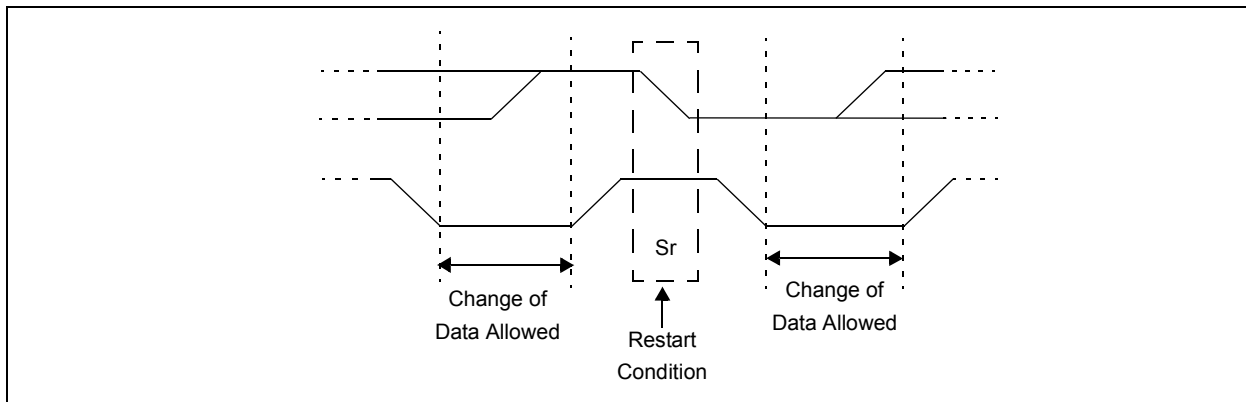 Sr
Change of
Data Allowed
Restart
Condition
Change of
Data Allowed